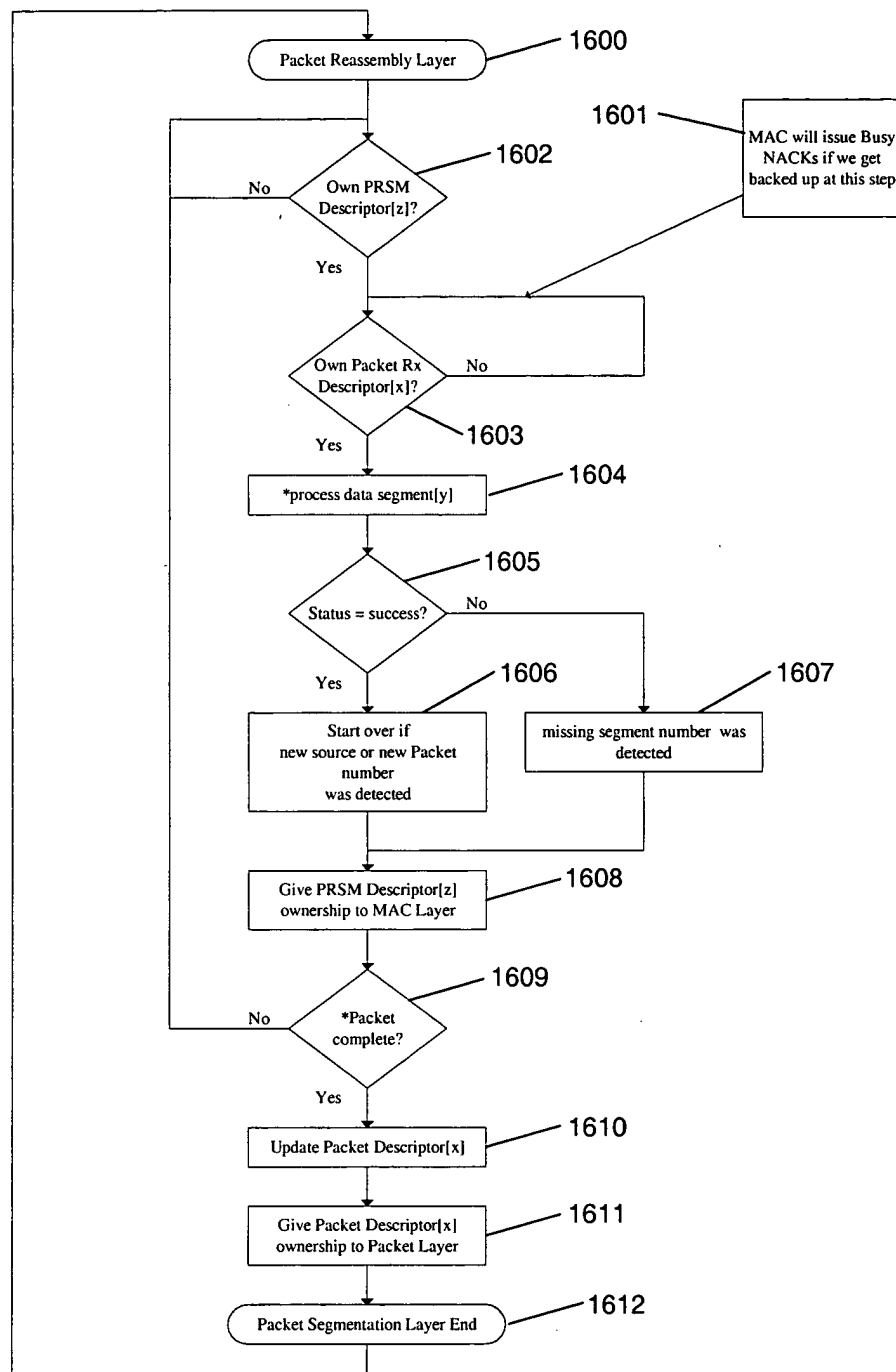 Packet Reassembly Layer
1600
1601
MAC will issue Busy
NACKs if we get
backed up at this step
1602
Own PRSM
Descriptor[z]?
No
Yes
Own Packet Rx
Descriptor[x]?
No
1603
Yes
*process data segment[y]
1604
1605
Status = success?
No
Yes
1606
1607
Start over if
new source or new Packet
number
was detected
missing segment number was
detected
Give PRSM Descriptor[z]
ownership to MAC Layer
1608
1609
*Packet
complete?
No
Yes
Update Packet Descriptor[x]
1610
Give Packet Descriptor[x]
ownership to Packet Layer
1611
Packet Segmentation Layer End
1612